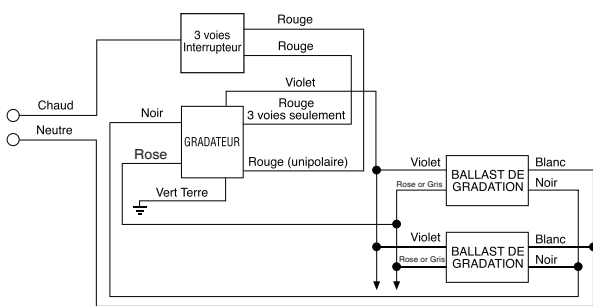 Rouge
3 voies
Interrupteur
Rouge
Violet
Chaud
Noir
Rouge
3 voies seulement
Neutre
GRADATEUR
Rose
Rouge (unipolaire)
Vert Terre
Violet
BALLAST DE
GRADATION
Blanc
Rose or Gris
Noir
Violet
BALLAST DE
GRADATION
Blanc
Rose or Gris
Noir